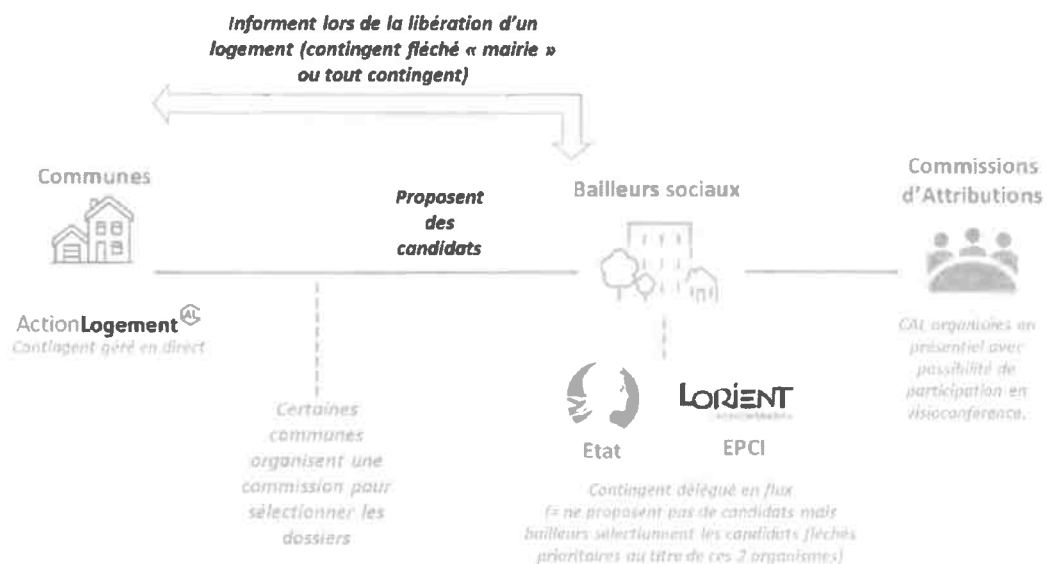 Informent lors de la libération d'un
logement (contingent fléché « mairie »
ou tout contingent)
Communes
Proposent
des
candidats
Bailleurs sociaux
Commissions
d'Attributions
ActionLogement AL
Contingent géré en direct
CAL organisées en
présentiel avec
possibilité de
participation en
visioconférence.
Certaines
communes
organisent une
commission pour
sélectionner les
dossiers
Etat
LORIENT
EPCI
Contingent délégué en flux
(= ne proposent pas de candidats mais
bailleurs sélectionnent les candidats fléchés
prioritaires au titre de ces 2 organismes)